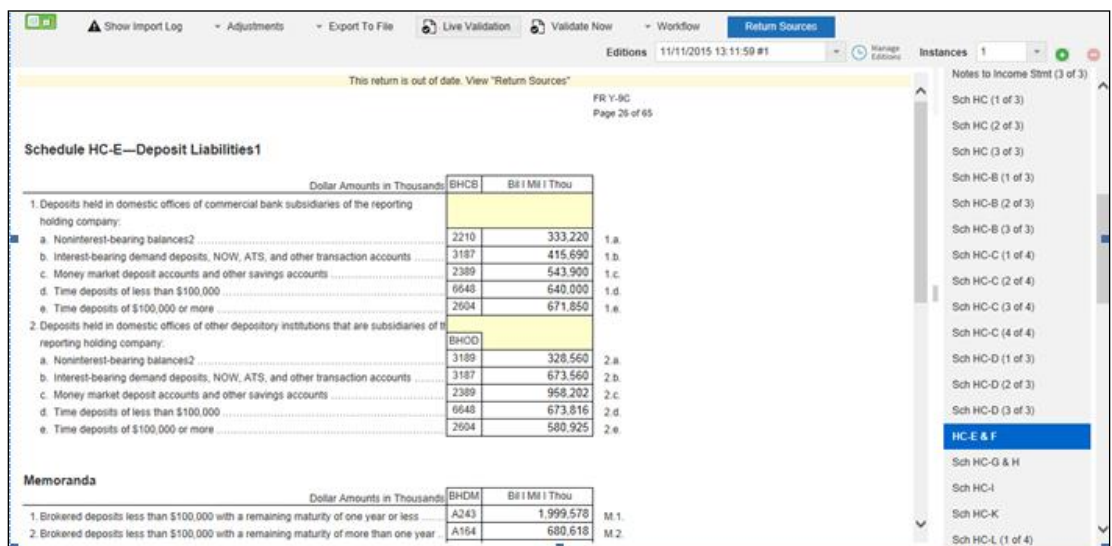 Show Import Log Adjustments Export To File Live Validation Validate Now Workflow Return Sources
Editions 11/11/2015 13:11:59 #1 Manage Editions Instances 1
This return is out of date. View "Return Sources"
FR Y-9C
Page 26 of 65
Schedule HC-E—Deposit Liabilities1
Dollar Amounts in Thousands BHCB Bil I Mil I Thou
1. Deposits held in domestic offices of commercial bank subsidiaries of the reporting
holding company:
a. Noninterest-bearing balances2 2210 333,220 1.a.
b. Interest-bearing demand deposits, NOW, ATS, and other transaction accounts 3187 415,690 1.b.
c. Money market deposit accounts and other savings accounts 2389 543,900 1.c.
d. Time deposits of less than $100,000 6648 640,000 1.d.
e. Time deposits of $100,000 or more 2604 671,850 1.e.
2. Deposits held in domestic offices of other depository institutions that are subsidiaries of th
reporting holding company: BHOD
a. Noninterest-bearing balances2 3189 328,560 2.a.
b. Interest-bearing demand deposits, NOW, ATS, and other transaction accounts 3187 673,560 2.b.
c. Money market deposit accounts and other savings accounts 2389 958,202 2.c.
d. Time deposits of less than $100,000 6648 673,816 2.d.
e. Time deposits of $100,000 or more 2604 580,925 2.e.
Memoranda
Dollar Amounts in Thousands BHDM Bil I Mil I Thou
1. Brokered deposits less than $100,000 with a remaining maturity of one year or less A243 1,999,578 M.1.
2. Brokered deposits less than $100,000 with a remaining maturity of more than one year A164 680,618 M.2.
Notes to Income Stmt (3 of 3)
Sch HC (1 of 3)
Sch HC (2 of 3)
Sch HC (3 of 3)
Sch HC-B (1 of 3)
Sch HC-B (2 of 3)
Sch HC-B (3 of 3)
Sch HC-C (1 of 4)
Sch HC-C (2 of 4)
Sch HC-C (3 of 4)
Sch HC-C (4 of 4)
Sch HC-D (1 of 3)
Sch HC-D (2 of 3)
Sch HC-D (3 of 3)
HC-E & F
Sch HC-G & H
Sch HC-I
Sch HC-K
Sch HC-L (1 of 4)